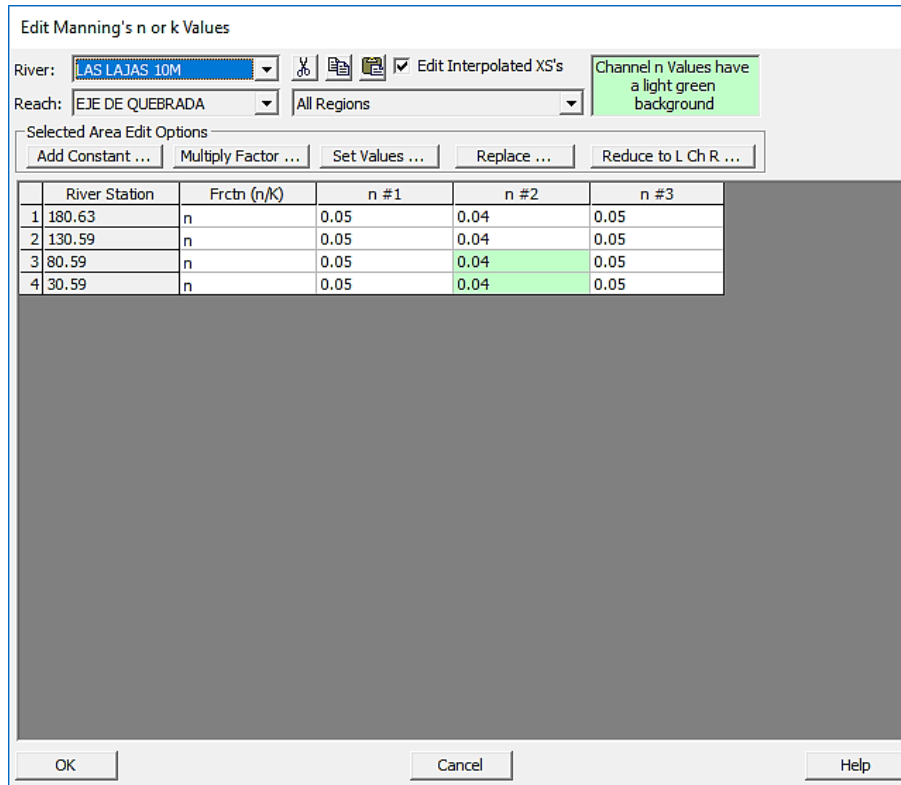 Edit Manning's n or k Values
River: LAS LAJAS 10M Edit Interpolated XS's
Channel n Values have a light green background
Reach: EJE DE QUEBRADA All Regions
Selected Area Edit Options
Add Constant ... Multiply Factor ... Set Values ... Replace ... Reduce to L Ch R ...
River Station Frctn (n/K) n #1 n #2 n #3
1 180.63 n 0.05 0.04 0.05
2 130.59 n 0.05 0.04 0.05
3 80.59 n 0.05 0.04 0.05
4 30.59 n 0.05 0.04 0.05
OK Cancel Help